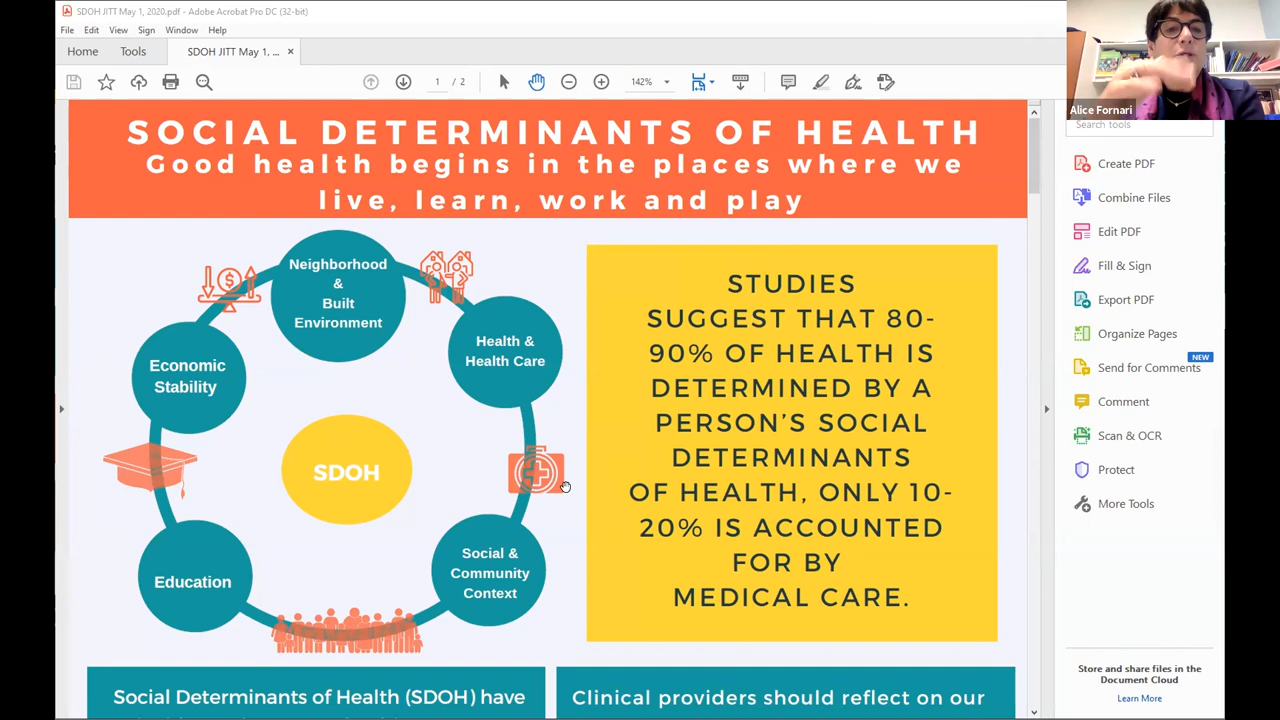 SDOH JITT May 1, 2020.pdf - Adobe Acrobat Pro DC (32-bit)
File Edit View Sign Window Help
Home Tools SDOH JITT May 1, ... ×
1 / 2 142%
Alice Fornari
Search tools
SOCIAL DETERMINANTS OF HEALTH
Good health begins in the places where we
live, learn, work and play
Neighborhood
&
Built
Environment
Health &
Health Care
Economic
Stability
SDOH
Education
Social &
Community
Context
STUDIES
SUGGEST THAT 80-
90% OF HEALTH IS
DETERMINED BY A
PERSON'S SOCIAL
DETERMINANTS
OF HEALTH, ONLY 10-
20% IS ACCOUNTED
FOR BY
MEDICAL CARE.
Social Determinants of Health (SDOH) have
Clinical providers should reflect on our
Create PDF
Combine Files
Edit PDF
Fill & Sign
Export PDF
Organize Pages
NEW
Send for Comments
Comment
Scan & OCR
Protect
More Tools
Store and share files in the
Document Cloud
Learn More